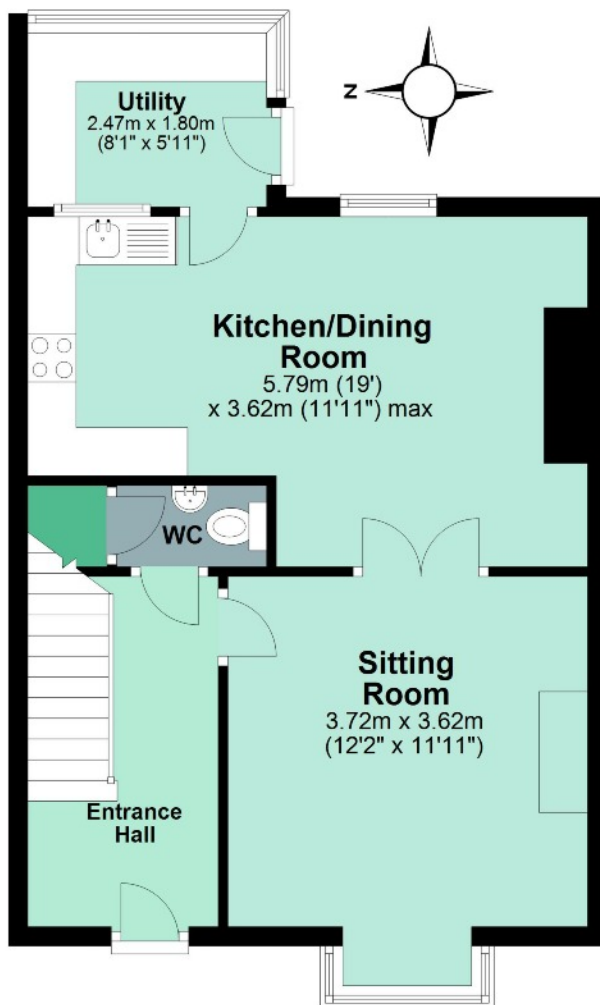 Utility
2.47m x 1.80m
(8'1" x 5'11")
N
Kitchen/Dining
Room
5.79m (19')
x 3.62m (11'11") max
WC
Sitting
Room
3.72m x 3.62m
(12'2" x 11'11")
Entrance
Hall